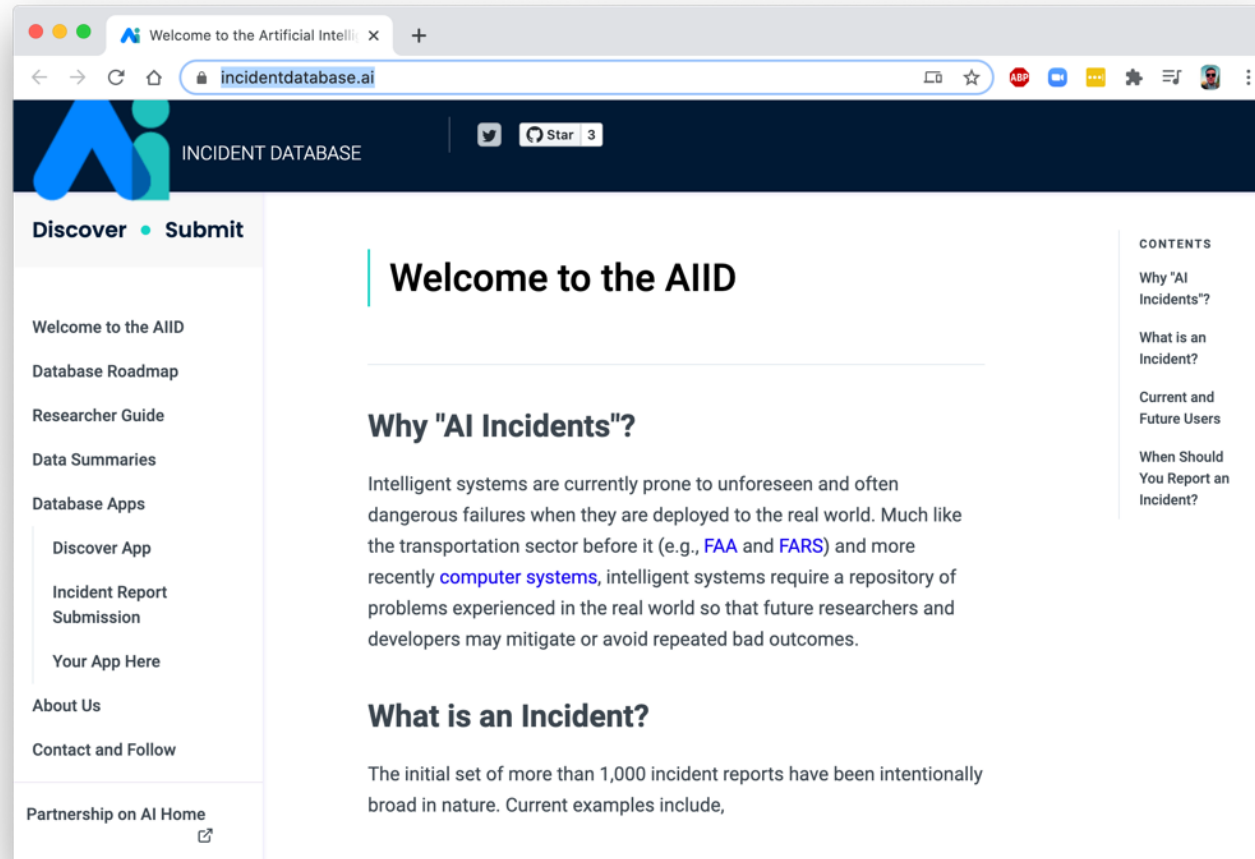 Welcome to the Artificial Intelli
incidentdatabase.ai
ABP
Ai
INCIDENT DATABASE
Star 3
Discover • Submit
Welcome to the AIID
Database Roadmap
Researcher Guide
Data Summaries
Database Apps
Discover App
Incident Report
Submission
Your App Here
About Us
Contact and Follow
Partnership on AI Home
Welcome to the AIID
Why "AI Incidents"?
Intelligent systems are currently prone to unforeseen and often
dangerous failures when they are deployed to the real world. Much like
the transportation sector before it (e.g., FAA and FARS) and more
recently computer systems, intelligent systems require a repository of
problems experienced in the real world so that future researchers and
developers may mitigate or avoid repeated bad outcomes.
What is an Incident?
The initial set of more than 1,000 incident reports have been intentionally
broad in nature. Current examples include,
CONTENTS
Why "AI
Incidents"?
What is an
Incident?
Current and
Future Users
When Should
You Report an
Incident?